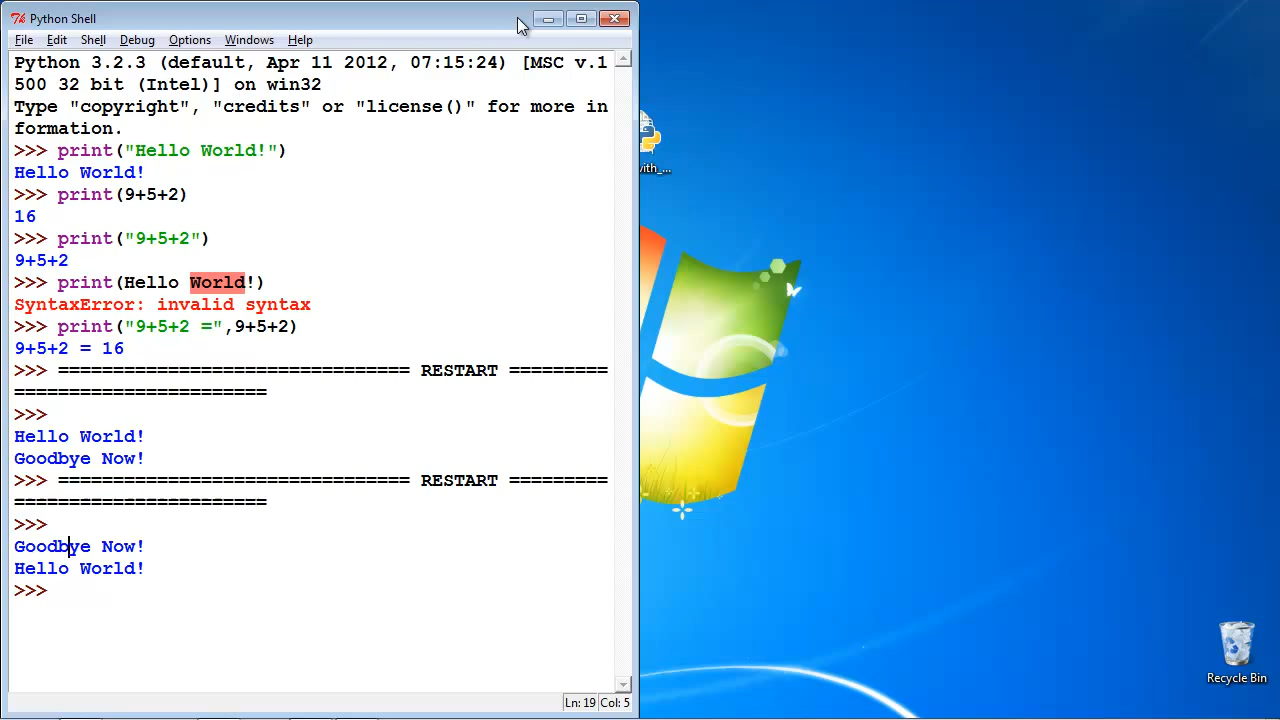 Python Shell
File Edit Shell Debug Options Windows Help
Python 3.2.3 (default, Apr 11 2012, 07:15:24) [MSC v.1
500 32 bit (Intel)] on win32
Type "copyright", "credits" or "license()" for more in
formation.
>>> print("Hello World!")
Hello World!
>>> print(9+5+2)
16
>>> print("9+5+2")
9+5+2
>>> print(Hello World!)
SyntaxError: invalid syntax
>>> print("9+5+2 =",9+5+2)
9+5+2 = 16
>>> ================================ RESTART =========
=======================
>>>
Hello World!
Goodbye Now!
>>> ================================ RESTART =========
=======================
>>>
Goodbye Now!
Hello World!
>>>
Ln: 19 Col: 5
Recycle Bin